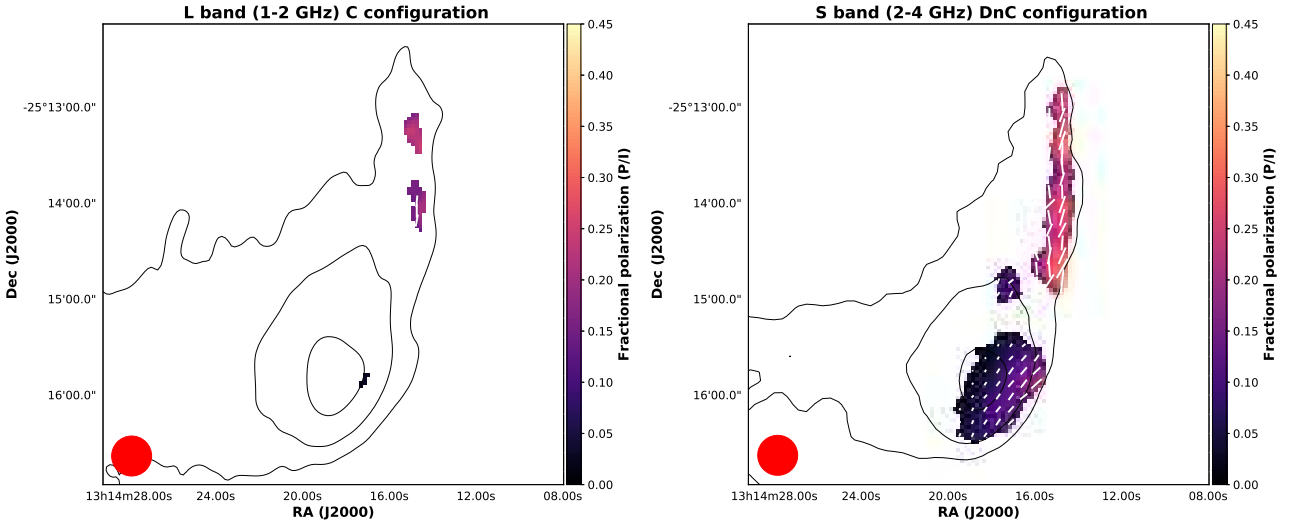 L band (1-2 GHz) C configuration
Dec (J2000)
-25°13'00.0"
14'00.0"
15'00.0"
16'00.0"
13h14m28.00s 24.00s 20.00s 16.00s 12.00s 08.00s
RA (J2000)
0.45
0.40
0.35
0.30
0.25
0.20
0.15
0.10
0.05
0.00
Fractional polarization (P/I)
S band (2-4 GHz) DnC configuration
Dec (J2000)
-25°13'00.0"
14'00.0"
15'00.0"
16'00.0"
13h14m28.00s 24.00s 20.00s 16.00s 12.00s 08.00s
RA (J2000)
0.45
0.40
0.35
0.30
0.25
0.20
0.15
0.10
0.05
0.00
Fractional polarization (P/I)